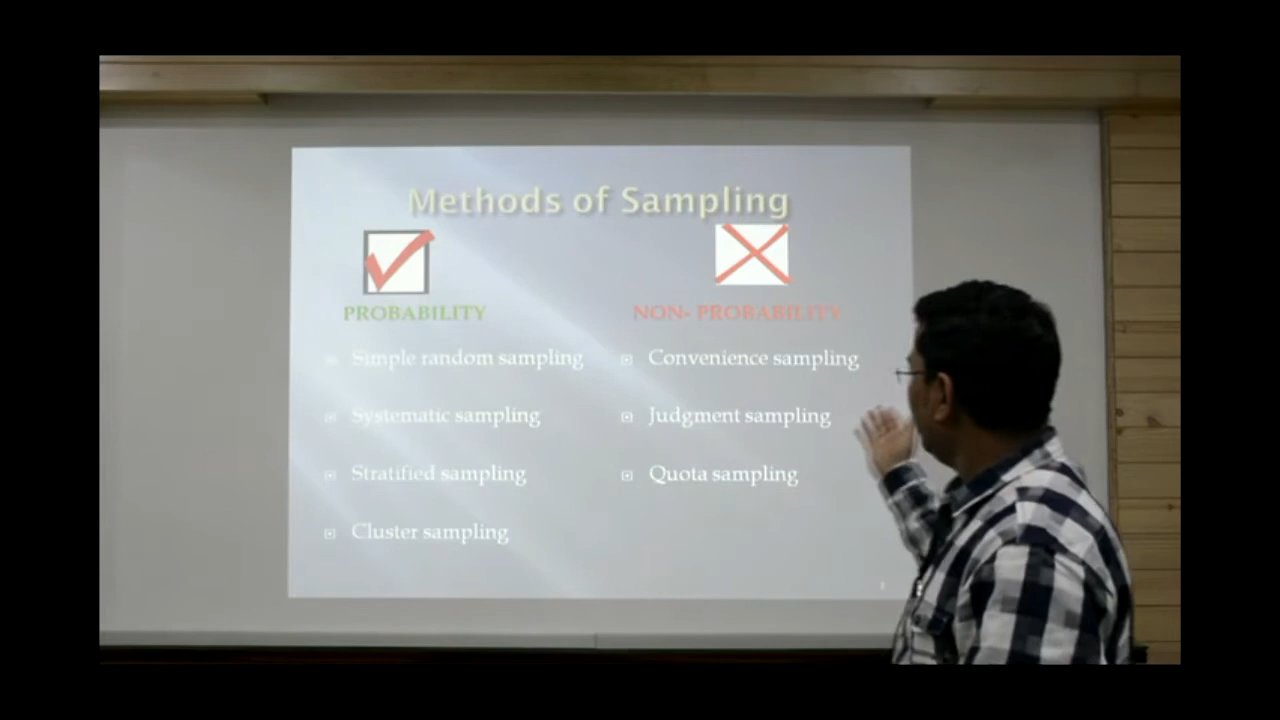 Methods of Sampling
PROBABILITY
Simple random sampling
Systematic sampling
Stratified sampling
Cluster sampling
NON- PROBABILITY
Convenience sampling
Judgment sampling
Quota sampling